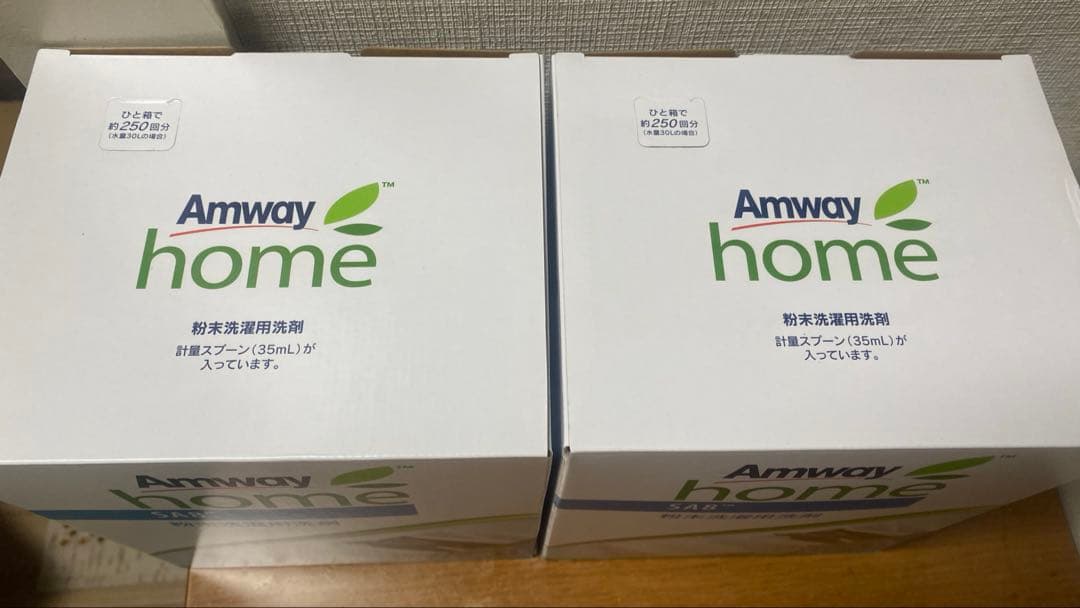 ひと箱で
約250回分
(水量30Lの場合)
Amway™
home
粉末洗濯用洗剤
計量スプーン(35mL)が
入っています。
Amway™
home
SA8
粉末洗濯用洗剤
ひと箱で
約250回分
(水量30Lの場合)
Amway™
home
粉末洗濯用洗剤
計量スプーン(35mL)が
入っています。
Amway™
home
SA8™
粉末洗濯用洗剤